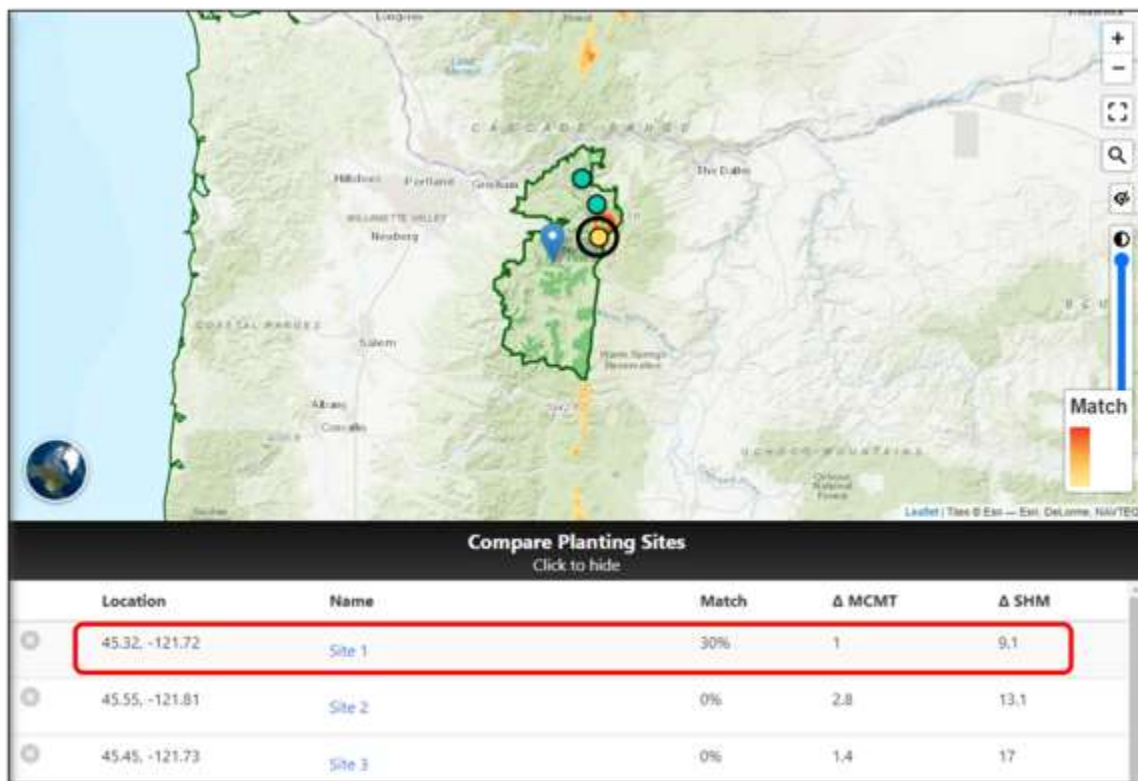 Longview
CASCADE RANGE
Hillsboro Portland Gresham
The Dalles
WILLAMETTE VALLEY
Newberg
COASTAL RANGES
Salem
Warm Springs
Reservation
Albany
Corvallis
OCHOCO MOUNTAINS
Ochoco
National
Forest
+
−
Match
Leaflet | Tiles © Esri — Esri, DeLorme, NAVTEQ
Compare Planting Sites
Click to hide
Location Name Match Δ MCMT Δ SHM
45.32, -121.72 Site 1 30% 1 9.1
45.55, -121.81 Site 2 0% 2.8 13.1
45.45, -121.73 Site 3 0% 1.4 17